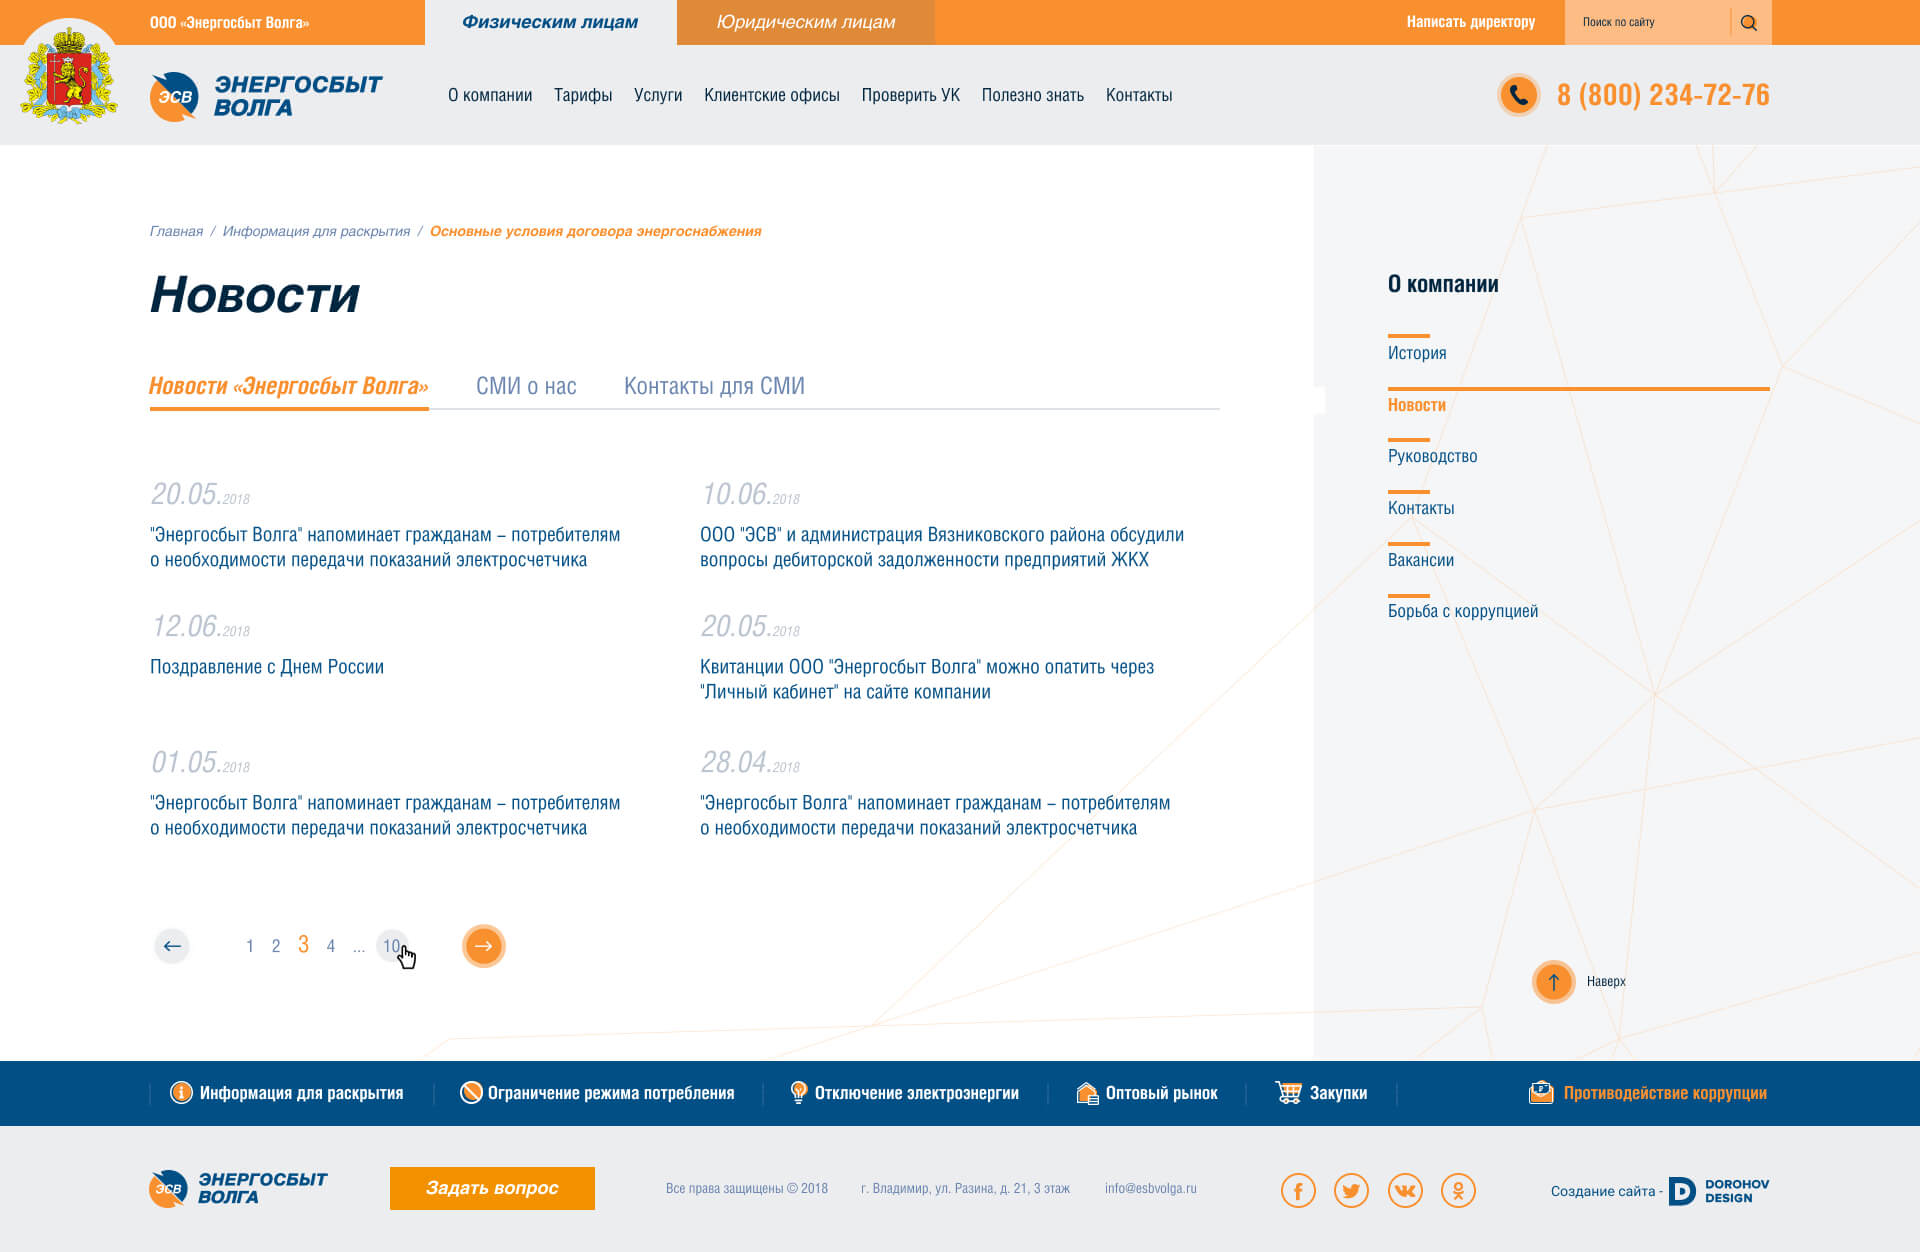 ООО «Энергосбыт Волга»
Физическим лицам
Юридическим лицам
Написать директору
Поиск по сайту
ЭСВ
ЭНЕРГОСБЫТ
ВОЛГА
О компании
Тарифы
Услуги
Клиентские офисы
Проверить УК
Полезно знать
Контакты
8 (800) 234-72-76
Главная / Информация для раскрытия / Основные условия договора энергоснабжения
Новости
Новости «Энергосбыт Волга»
СМИ о нас
Контакты для СМИ
20.05.2018
"Энергосбыт Волга" напоминает гражданам – потребителям
о необходимости передачи показаний электросчетчика
10.06.2018
ООО "ЭСВ" и администрация Вязниковского района обсудили
вопросы дебиторской задолженности предприятий ЖКХ
12.06.2018
Поздравление с Днем России
20.05.2018
Квитанции ООО "Энергосбыт Волга" можно опатить через
"Личный кабинет" на сайте компании
01.05.2018
"Энергосбыт Волга" напоминает гражданам – потребителям
о необходимости передачи показаний электросчетчика
28.04.2018
"Энергосбыт Волга" напоминает гражданам – потребителям
о необходимости передачи показаний электросчетчика
1 2 3 4 ... 10
О компании
История
Новости
Руководство
Контакты
Вакансии
Борьба с коррупцией
Наверх
Информация для раскрытия
Ограничение режима потребления
Отключение электроэнергии
Оптовый рынок
Закупки
Противодействие коррупции
ЭСВ
ЭНЕРГОСБЫТ
ВОЛГА
Задать вопрос
Все права защищены © 2018
г. Владимир, ул. Разина, д. 21, 3 этаж
info@esbvolga.ru
Создание сайта -
DOROHOV
DESIGN